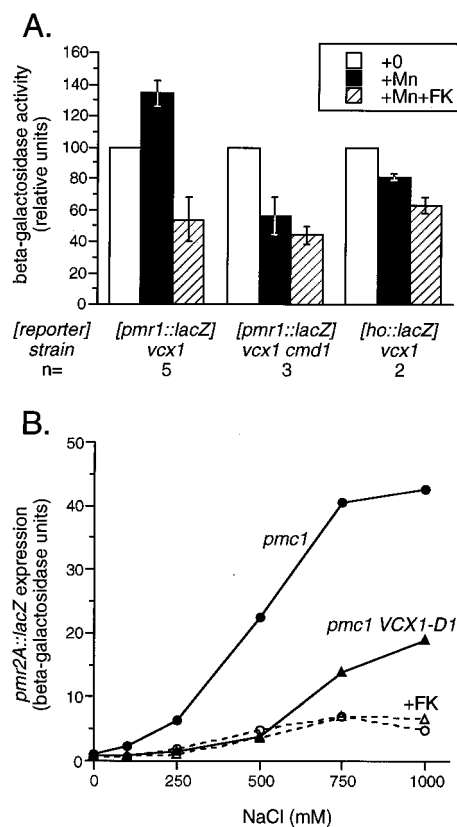 A.
160
140
120
100
80
60
40
20
0
beta-galactosidase activity
(relative units)
+0
+Mn
+Mn+FK
[reporter] [pmr1::lacZ] [pmr1::lacZ] [ho::lacZ]
strain vcx1 vcx1 cmd1 vcx1
n= 5 3 2
B.
50
40
30
20
10
0
pmr2A::lacZ expression
(beta-galactosidase units)
pmc1
pmc1 VCX1-D1
+FK
0 250 500 750 1000
NaCl (mM)